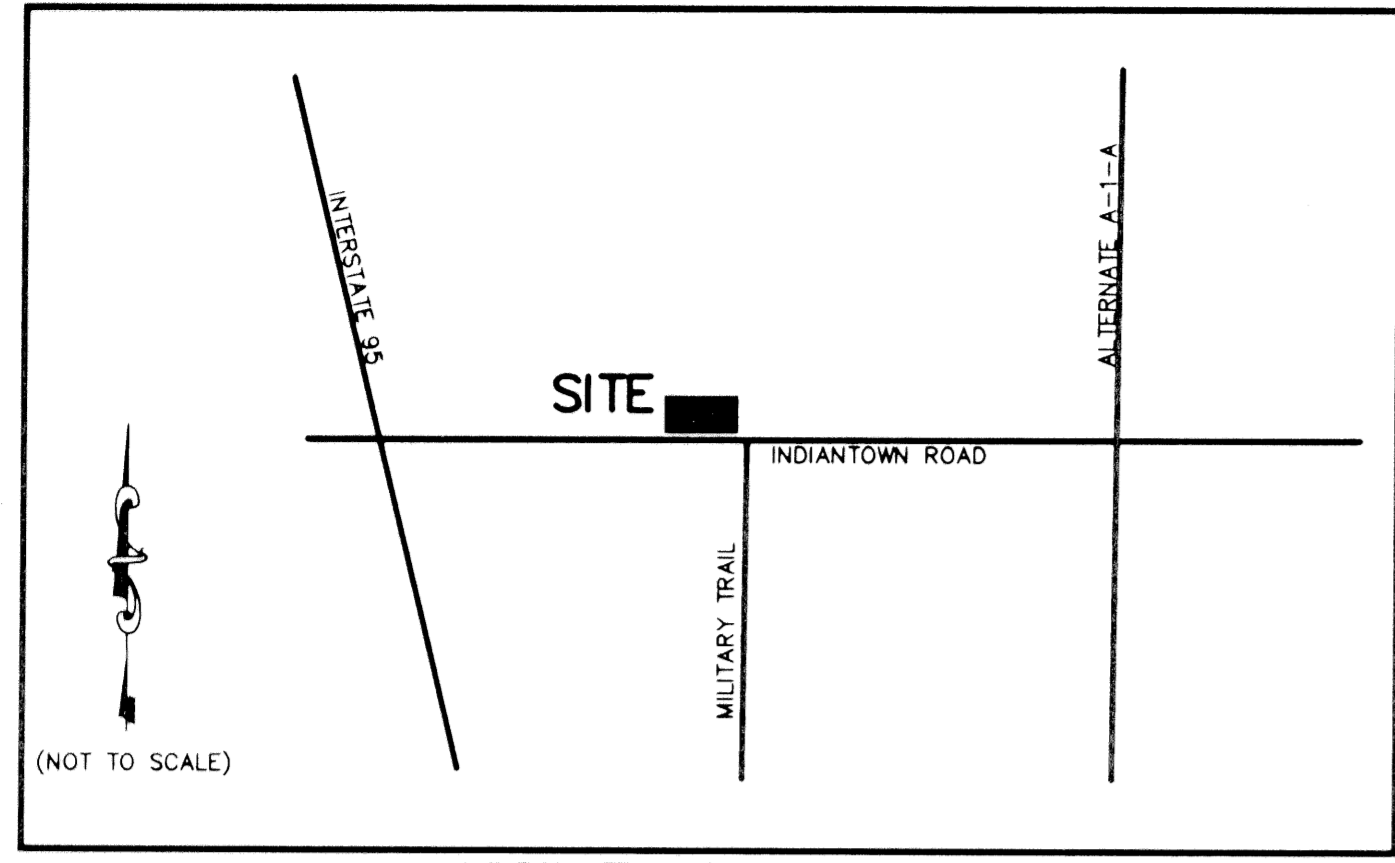 INTERSTATE 95
ALTERNATE A-1-A
SITE
INDIANTOWN ROAD
MILITARY TRAIL
(NOT TO SCALE)